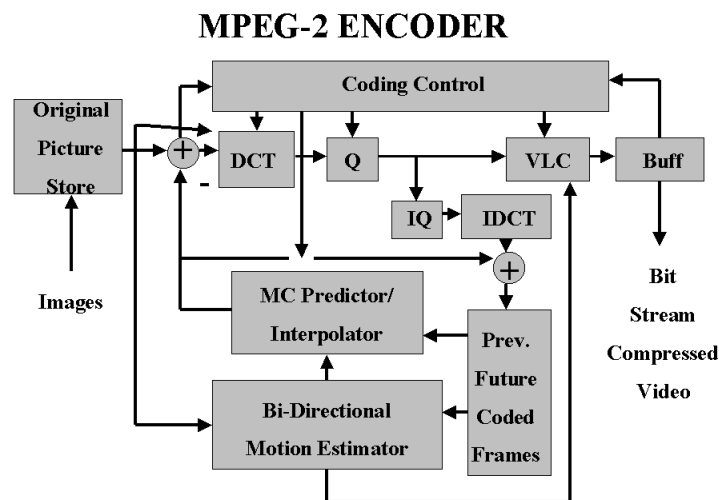 MPEG-2 ENCODER
Coding Control
Original
Picture
Store
+
-
DCT
Q
VLC
Buff
IQ
IDCT
+
Images
MC Predictor/
Interpolator
Prev.
Future
Coded
Frames
Bi-Directional
Motion Estimator
Bit
Stream
Compressed
Video